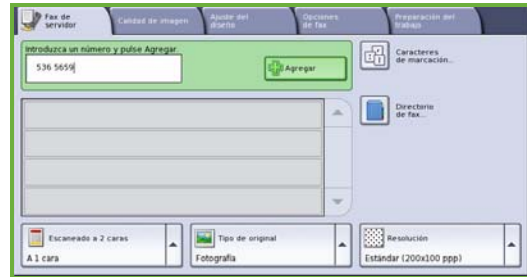 Fax de
servidor
Calidad de imagen
Ajuste del
diseño
Opciones
de fax
Preparación del
trabajo
Introduzca un número y pulse Agregar.
536 5659
Agregar
Caracteres
de marcación...
Directorio
de fax...
Escaneado a 2 caras
A 1 cara
Tipo de original
Fotografía
Resolución
Estándar (200x100 ppp)